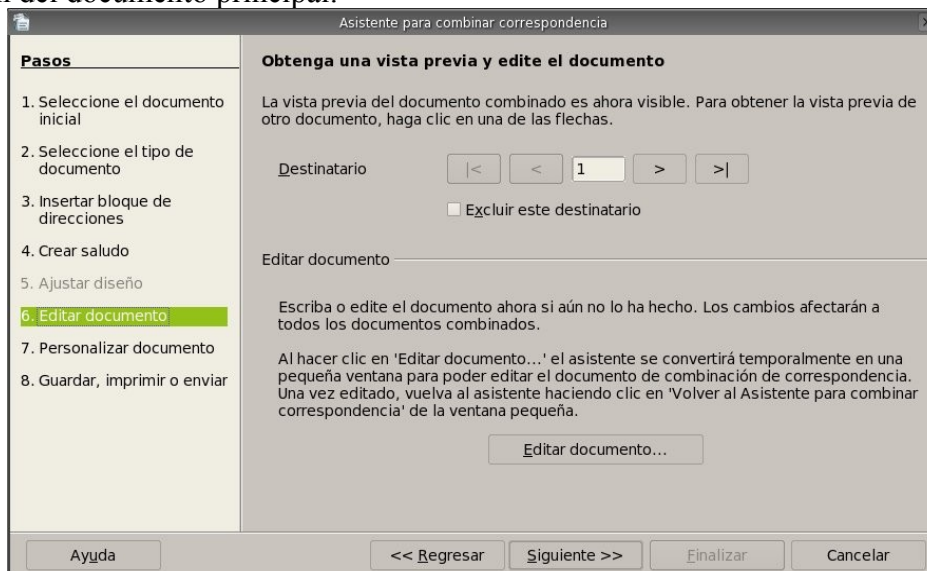 del documento principal.
Asistente para combinar correspondencia
Pasos
1. Seleccione el documento
inicial
2. Seleccione el tipo de
documento
3. Insertar bloque de
direcciones
4. Crear saludo
5. Ajustar diseño
6. Editar documento
7. Personalizar documento
8. Guardar, imprimir o enviar
Obtenga una vista previa y edite el documento
La vista previa del documento combinado es ahora visible. Para obtener la vista previa de
otro documento, haga clic en una de las flechas.
Destinatario |< < 1 > >|
Excluir este destinatario
Editar documento
Escriba o edite el documento ahora si aún no lo ha hecho. Los cambios afectarán a
todos los documentos combinados.
Al hacer clic en 'Editar documento...' el asistente se convertirá temporalmente en una
pequeña ventana para poder editar el documento de combinación de correspondencia.
Una vez editado, vuelva al asistente haciendo clic en 'Volver al Asistente para combinar
correspondencia' de la ventana pequeña.
Editar documento...
Ayuda << Regresar Siguiente >> Finalizar Cancelar